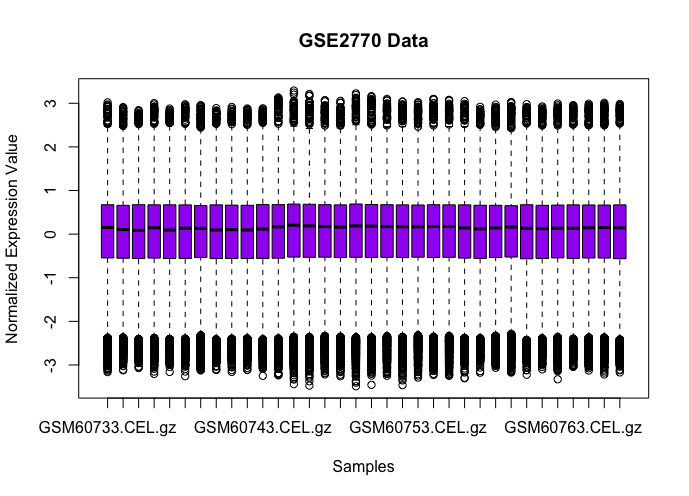 GSE2770 Data
Normalized Expression Value
3
2
1
0
-1
-2
-3
GSM60733.CEL.gz GSM60743.CEL.gz GSM60753.CEL.gz GSM60763.CEL.gz
Samples